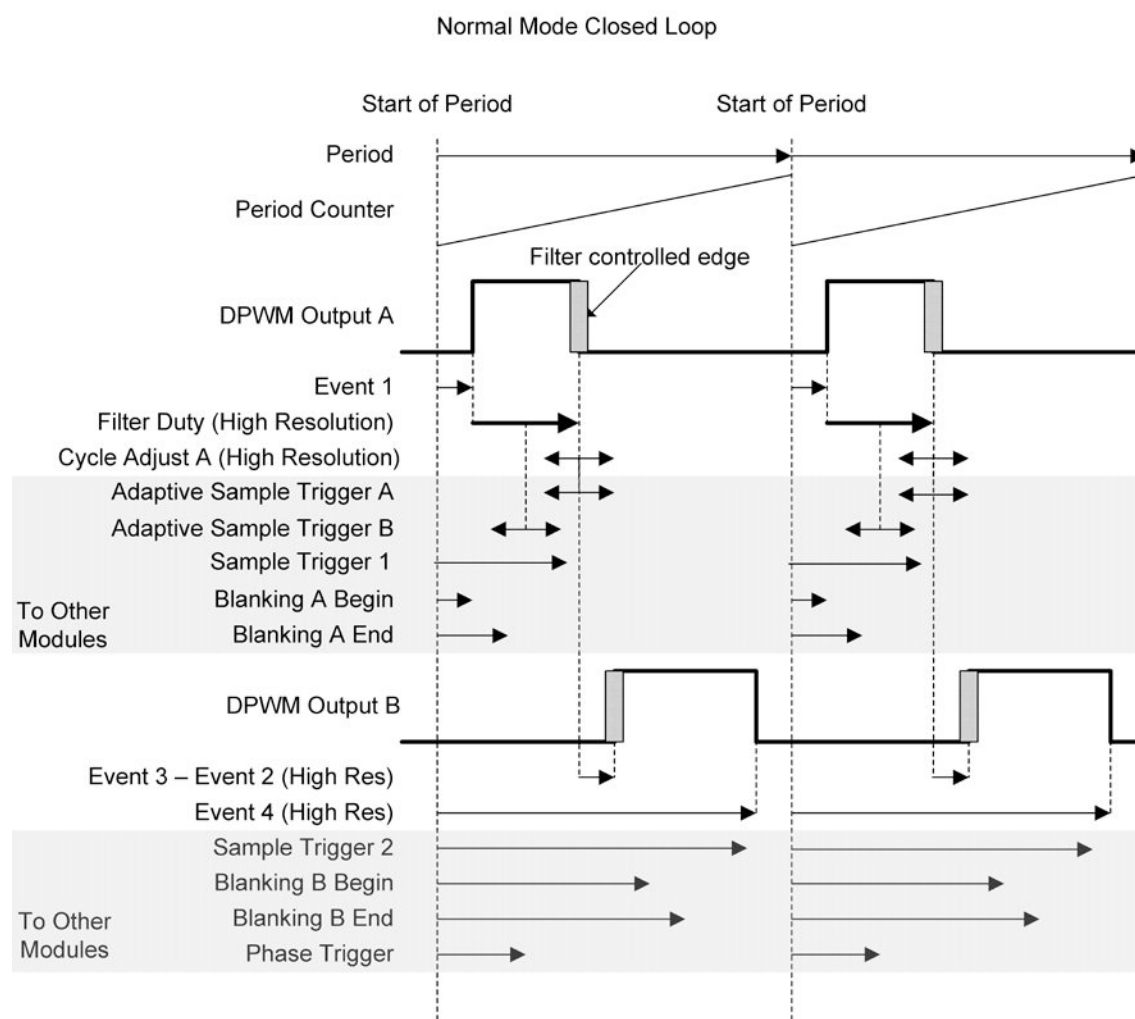 Normal Mode Closed Loop
Start of Period
Start of Period
Period
Period Counter
Filter controlled edge
DPWM Output A
Event 1
Filter Duty (High Resolution)
Cycle Adjust A (High Resolution)
Adaptive Sample Trigger A
Adaptive Sample Trigger B
Sample Trigger 1
Blanking A Begin
Blanking A End
To Other
Modules
DPWM Output B
Event 3 – Event 2 (High Res)
Event 4 (High Res)
Sample Trigger 2
Blanking B Begin
Blanking B End
Phase Trigger
To Other
Modules